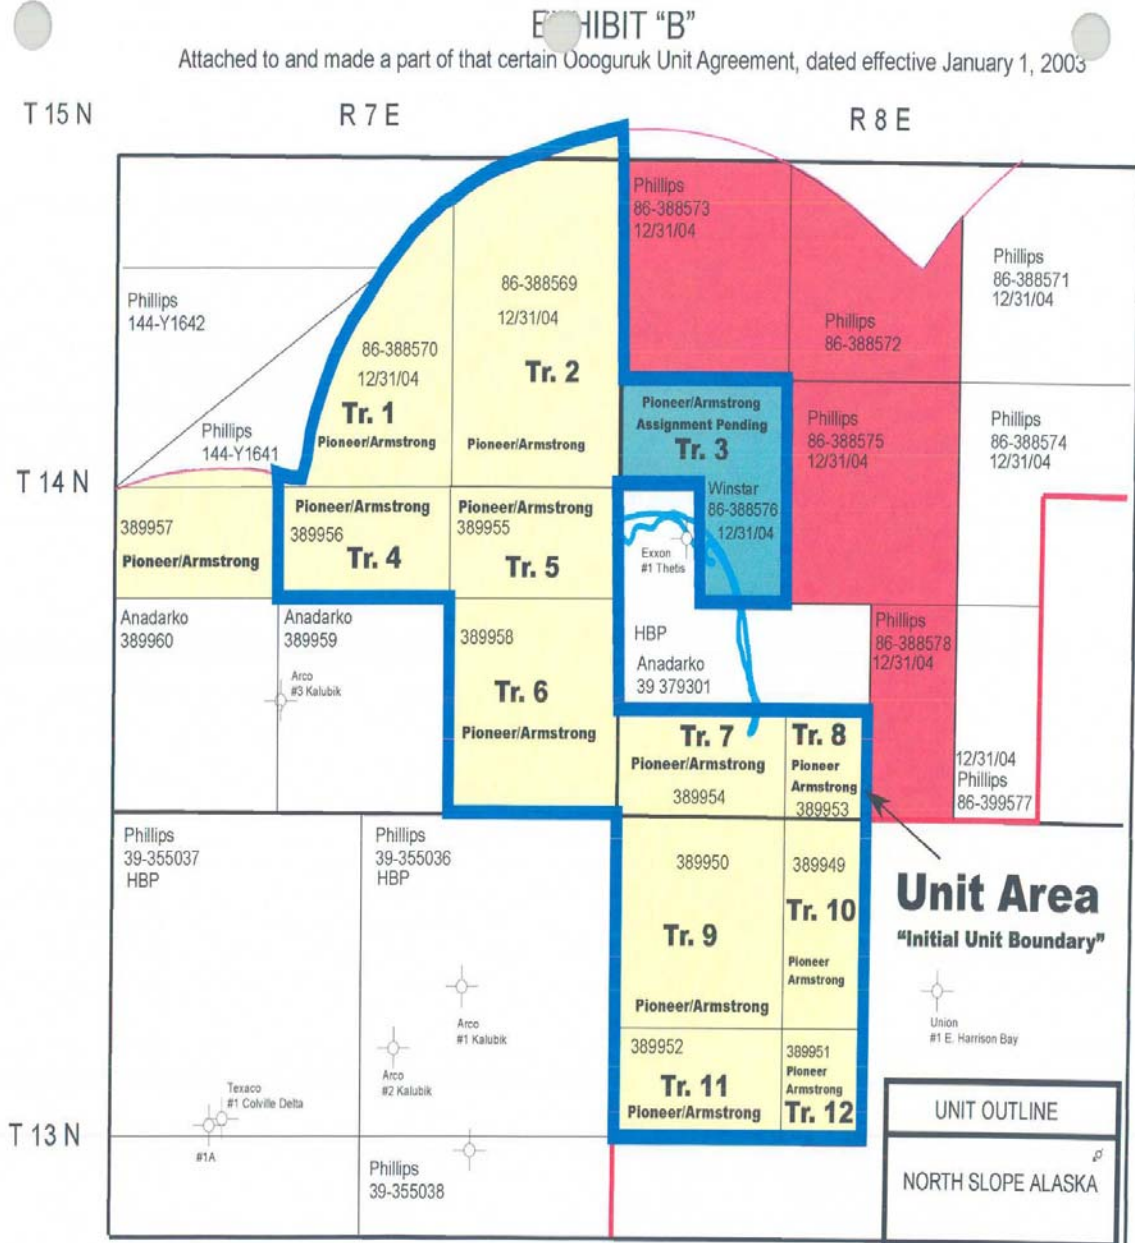 EXHIBIT "B"
Attached to and made a part of that certain Oooguruk Unit Agreement, dated effective January 1, 2003
T 15 N
R 7 E
R 8 E
Phillips
86-388573
12/31/04
Phillips
86-388571
12/31/04
Phillips
144-Y1642
86-388569
12/31/04
Tr. 2
Pioneer/Armstrong
86-388570
12/31/04
Tr. 1
Pioneer/Armstrong
Phillips
86-388572
Phillips
144-Y1641
Pioneer/Armstrong
Assignment Pending
Tr. 3
Winstar
86-388576
12/31/04
Phillips
86-388575
12/31/04
Phillips
86-388574
12/31/04
T 14 N
389957
Pioneer/Armstrong
Pioneer/Armstrong
389956
Tr. 4
Pioneer/Armstrong
389955
Tr. 5
Exxon
#1 Thetis
HBP
Anadarko
39 379301
Anadarko
389960
Anadarko
389959
Arco
#3 Kalubik
389958
Tr. 6
Pioneer/Armstrong
Phillips
86-388578
12/31/04
Tr. 7
Pioneer/Armstrong
389954
Tr. 8
Pioneer
Armstrong
389953
12/31/04
Phillips
86-399577
Phillips
39-355037
HBP
Phillips
39-355036
HBP
389950
Tr. 9
Pioneer/Armstrong
389949
Tr. 10
Pioneer
Armstrong
Unit Area
"Initial Unit Boundary"
Union
#1 E. Harrison Bay
Arco
#1 Kalubik
Arco
#2 Kalubik
Texaco
#1 Colville Delta
#1A
389952
Tr. 11
Pioneer/Armstrong
389951
Pioneer
Armstrong
Tr. 12
T 13 N
Phillips
39-355038
UNIT OUTLINE
NORTH SLOPE ALASKA